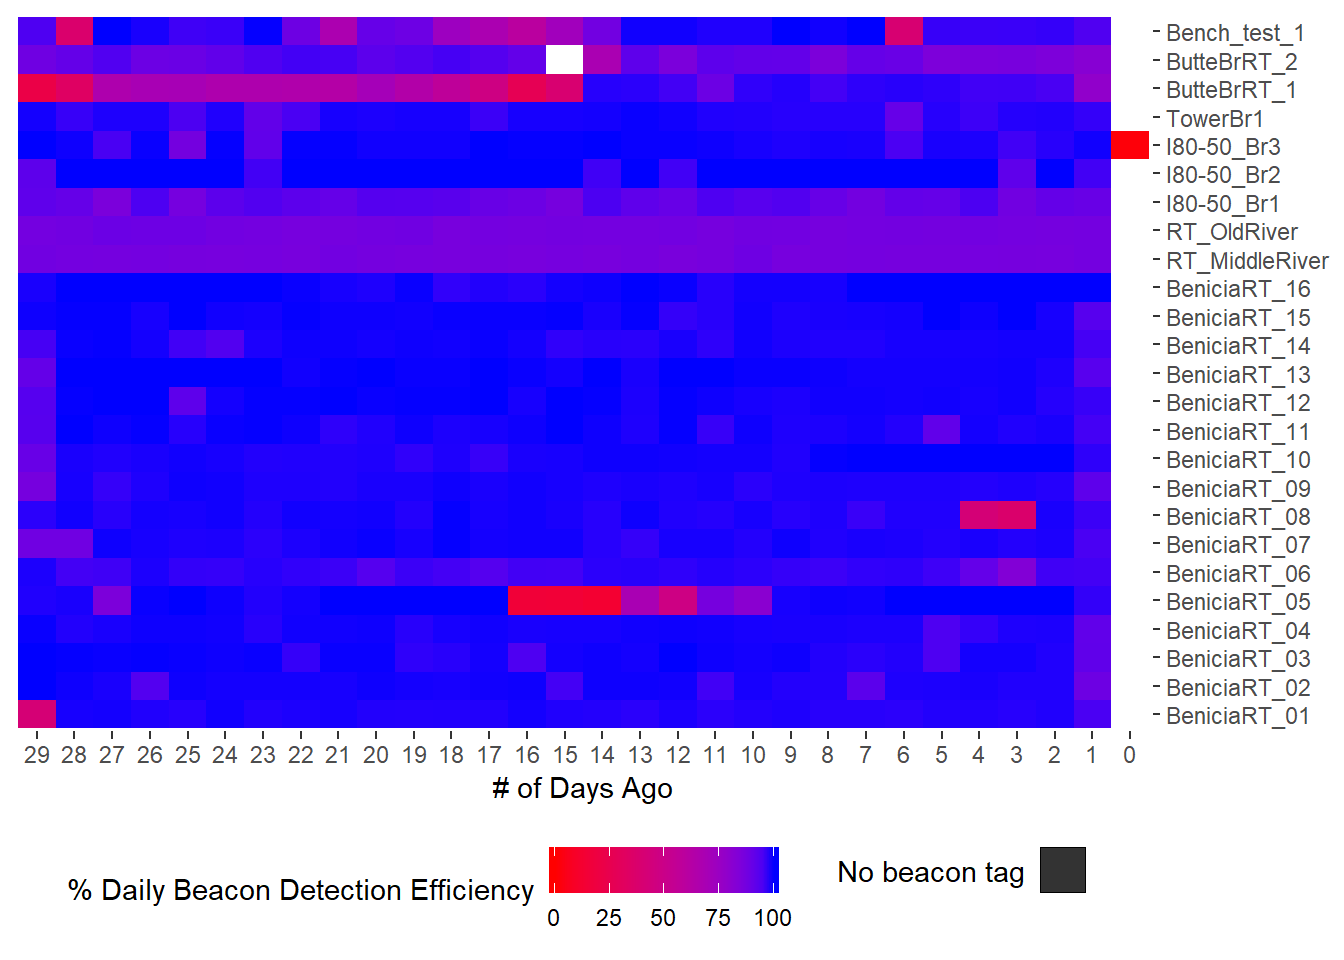 Bench_test_1
ButteBrRT_2
ButteBrRT_1
TowerBr1
I80-50_Br3
I80-50_Br2
I80-50_Br1
RT_OldRiver
RT_MiddleRiver
BeniciaRT_16
BeniciaRT_15
BeniciaRT_14
BeniciaRT_13
BeniciaRT_12
BeniciaRT_11
BeniciaRT_10
BeniciaRT_09
BeniciaRT_08
BeniciaRT_07
BeniciaRT_06
BeniciaRT_05
BeniciaRT_04
BeniciaRT_03
BeniciaRT_02
BeniciaRT_01
29 28 27 26 25 24 23 22 21 20 19 18 17 16 15 14 13 12 11 10 9 8 7 6 5 4 3 2 1 0
# of Days Ago
% Daily Beacon Detection Efficiency
0 25 50 75 100
No beacon tag